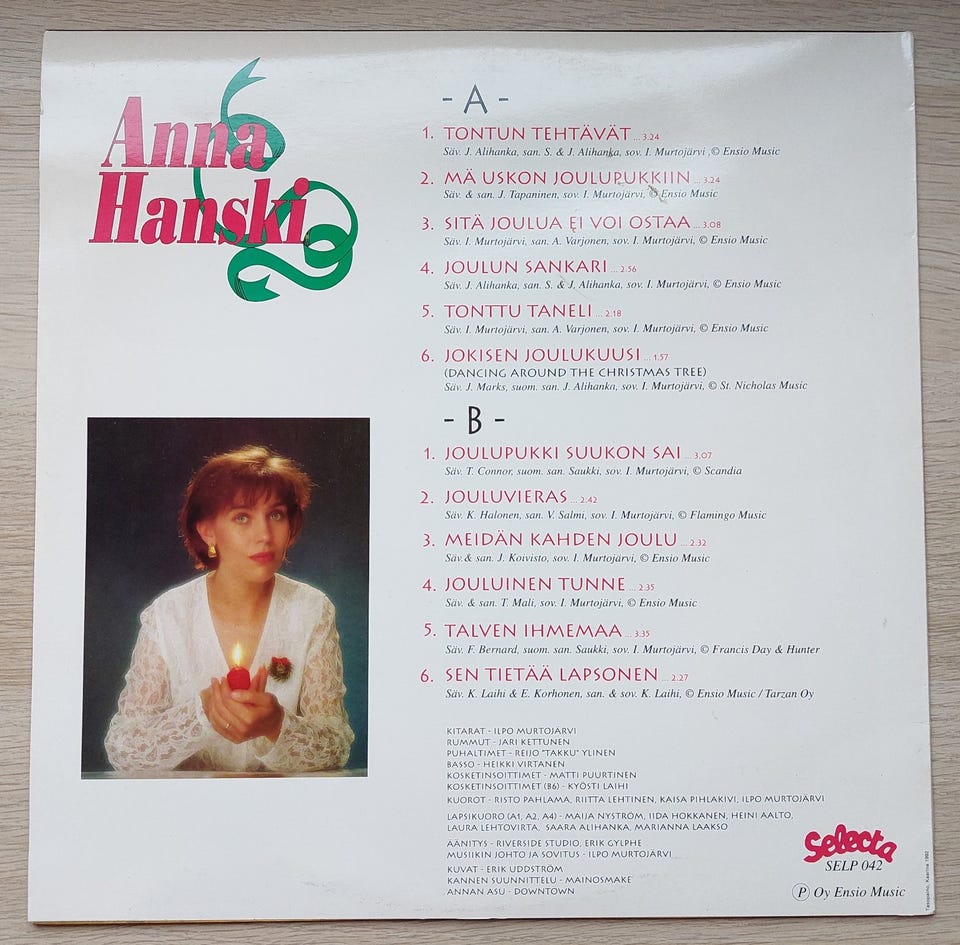 Anna
Hanski
- A -
1. TONTUN TEHTÄVÄT ... 3.24
Säv. J. Alihanka, san. S. & J. Alihanka, sov. I. Murtojärvi ,© Ensio Music
2. MÄ USKON JOULUPUKKIIN ... 3.24
Säv. & san. J. Tapaninen, sov. I. Murtojärvi, © Ensio Music
3. SITÄ JOULUA EI VOI OSTAA ... 3.08
Säv. I. Murtojärvi, san. A. Varjonen, sov. I. Murtojärvi, © Ensio Music
4. JOULUN SANKARI ... 2.56
Säv. J. Alihanka, san. S. & J. Alihanka, sov. I. Murtojärvi, © Ensio Music
5. TONTTU TANELI ... 2.18
Säv. I. Murtojärvi, san. A. Varjonen, sov. I. Murtojärvi, © Ensio Music
6. JOKISEN JOULUKUUSI ... 1.57
(DANCING AROUND THE CHRISTMAS TREE)
Säv. J. Marks, suom. san. J. Alihanka, sov. I. Murtojärvi, © St. Nicholas Music
- B -
1. JOULUPUKKI SUUKON SAI ... 3.07
Säv. T. Connor, suom. san. Saukki, sov. I. Murtojärvi, © Scandia
2. JOULUVIERAS ... 2.42
Säv. K. Halonen, san. V. Salmi, sov. I. Murtojärvi, © Flamingo Music
3. MEIDÄN KAHDEN JOULU ... 2.32
Säv.& san. J. Koivisto, sov. I. Murtojärvi, © Ensio Music
4. JOULUINEN TUNNE ... 2.35
Säv. & san. T. Mali, sov. I. Murtojärvi, © Ensio Music
5. TALVEN IHMEMAA ... 3.35
Säv. F. Bernard, suom. san. Saukki, sov. I. Murtojärvi, © Francis Day & Hunter
6. SEN TIETÄÄ LAPSONEN ... 2.27
Säv. K. Laihi & E. Korhonen, san. & sov. K. Laihi, © Ensio Music / Tarzan Oy
KITARAT - ILPO MURTOJÄRVI
RUMMUT - JARI KETTUNEN
PUHALTIMET - REIJO "TAKKU" YLINEN
BASSO - HEIKKI VIRTANEN
KOSKETINSOITTIMET - MATTI PUURTINEN
KOSKETINSOITTIMET (B6) - KYÖSTI LAIHI
KUOROT - RISTO PAHLAMA, RIITTA LEHTINEN, KAISA PIHLAKIVI, ILPO MURTOJÄRVI
LAPSIKUORO (A1, A2, A4) - MAIJA NYSTRÖM, IIDA HOKKANEN, HEINI AALTO,
LAURA LEHTOVIRTA, SAARA ALIHANKA, MARIANNA LAAKSO
ÄÄNITYS - RIVERSIDE STUDIO, ERIK GYLPHE
MUSIIKIN JOHTO JA SOVITUS - ILPO MURTOJÄRVI
KUVAT - ERIK UDDSTRÖM
KANNEN SUUNNITTELU - MAINOSMAKE
ANNAN ASU - DOWNTOWN
Selecta
SELP 042
Ⓟ Oy Ensio Music
Teospaino, Kaarina 1992